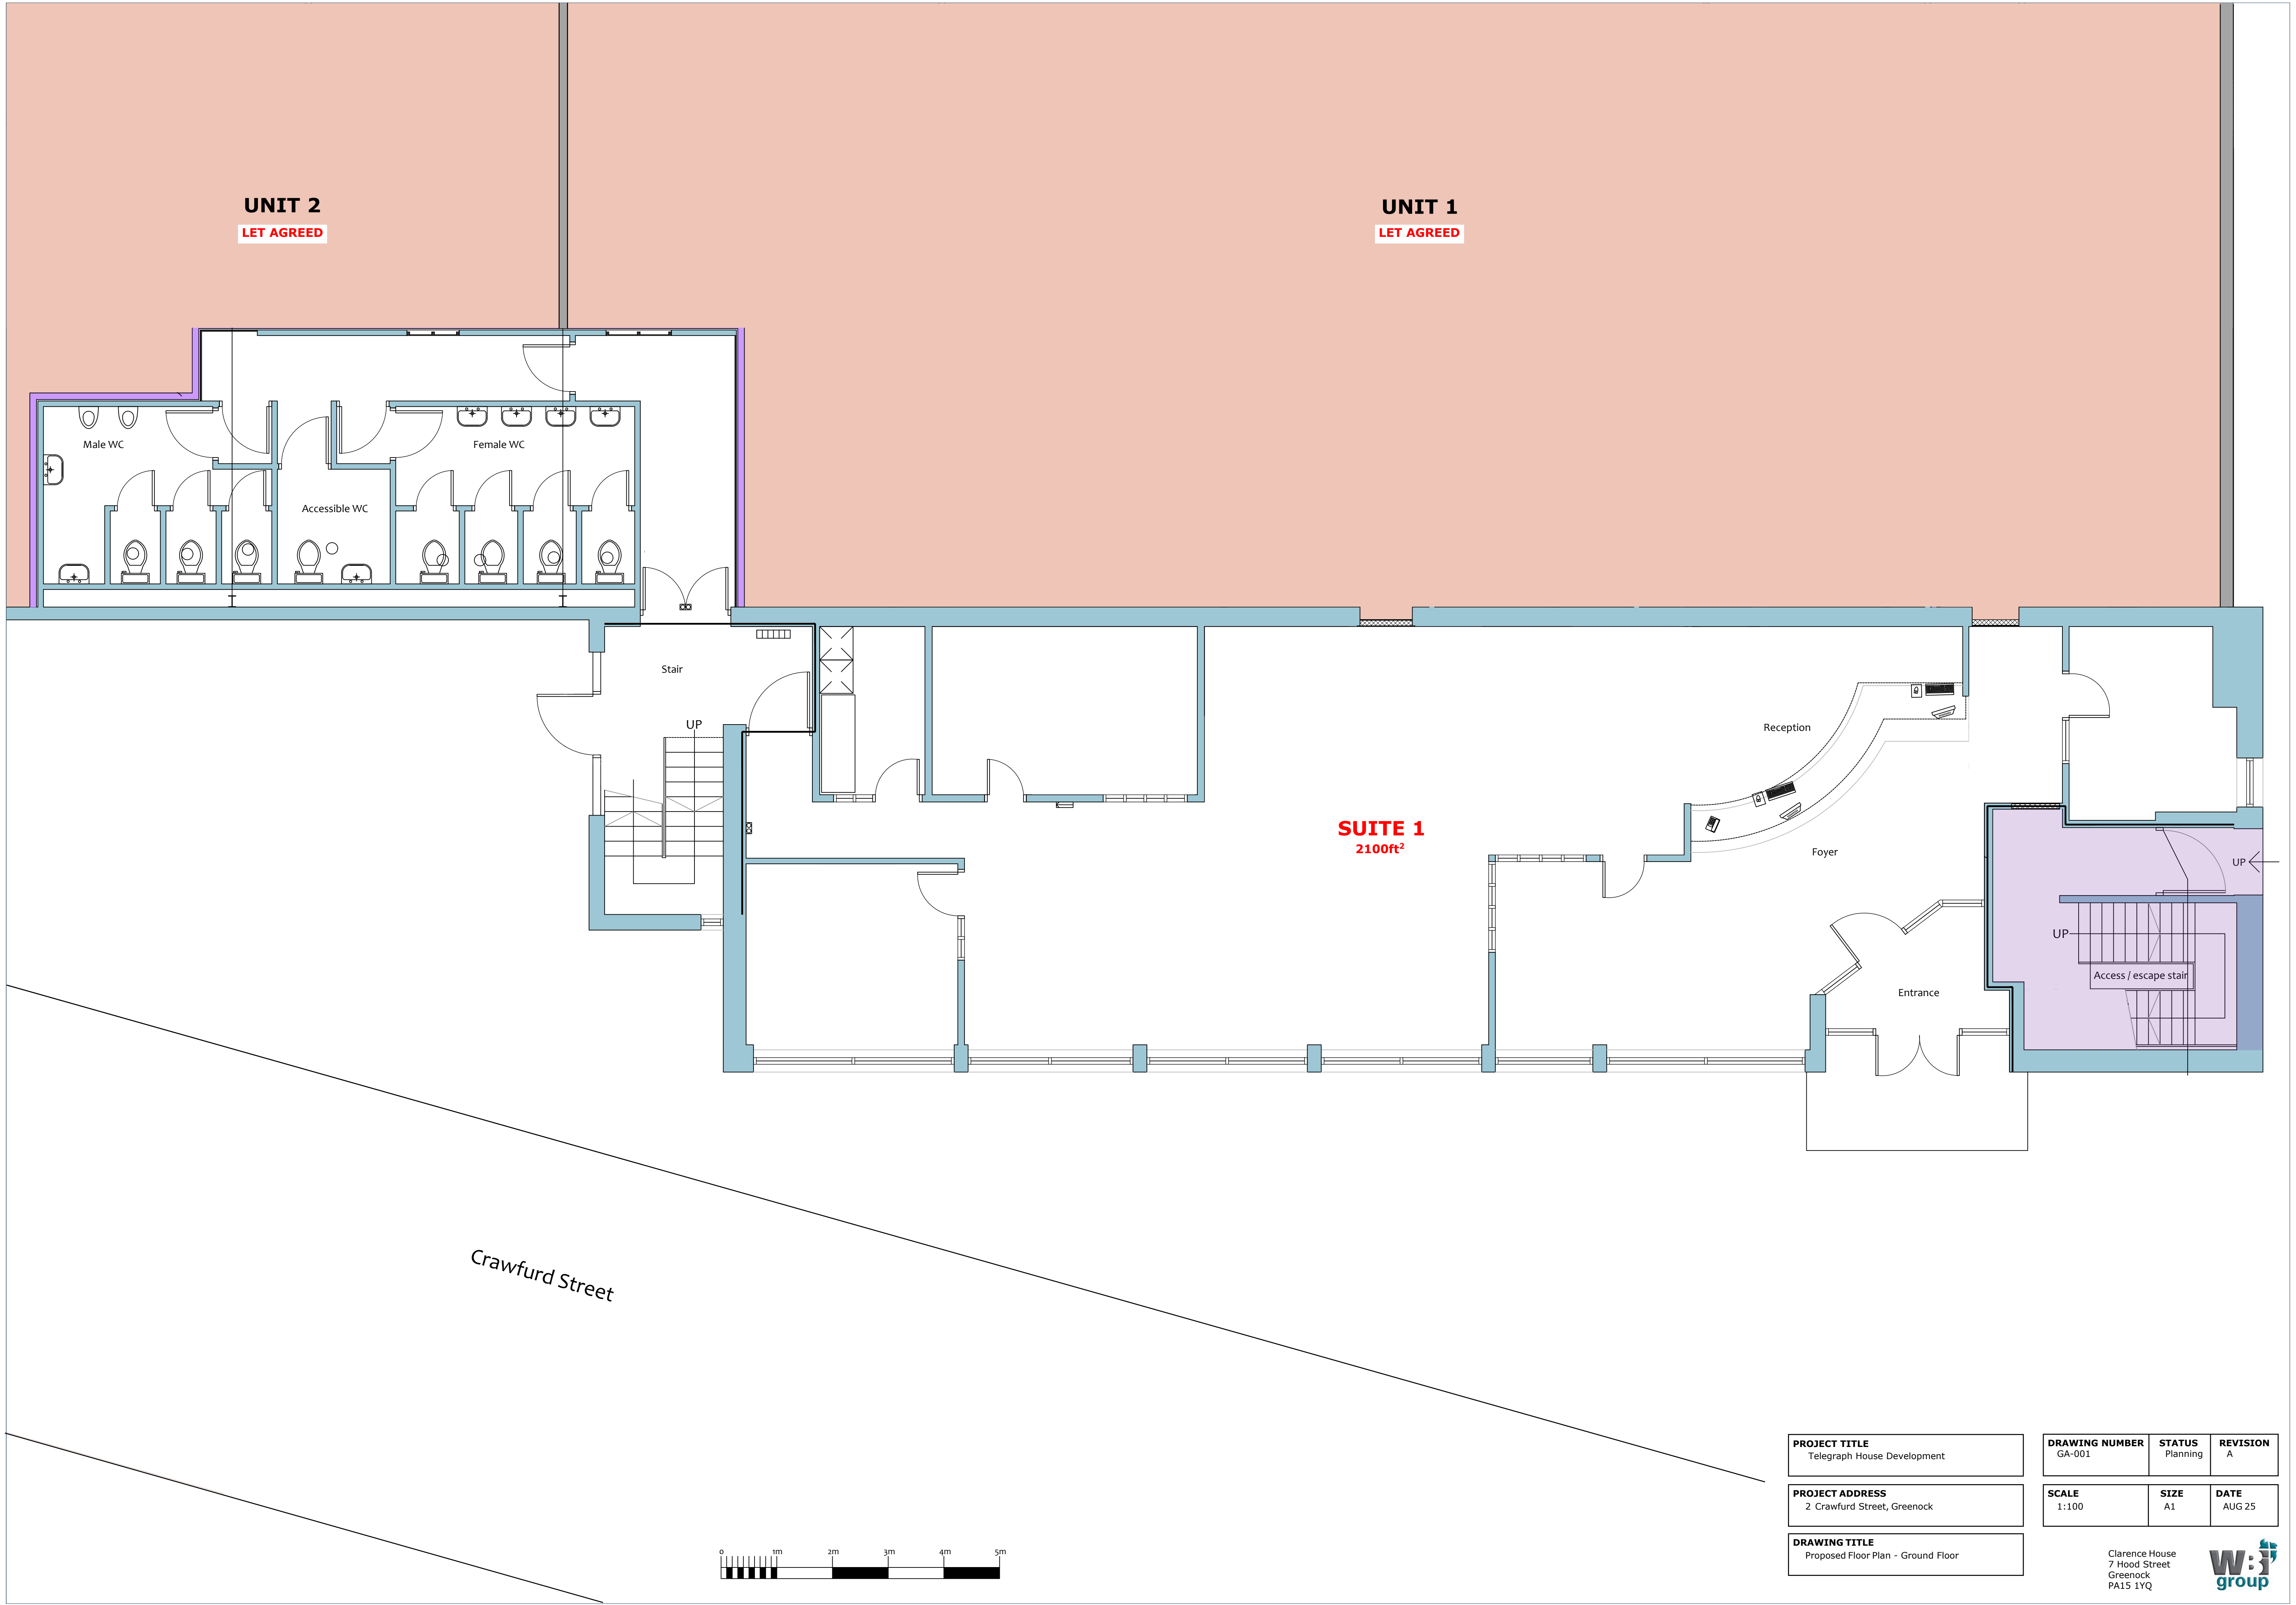 UNIT 2
LET AGREED
UNIT 1
LET AGREED
Male WC
Female WC
Accessible WC
Stair
UP
Reception
SUITE 1
2100ft²
Foyer
UP
UP
Access / escape stair
Entrance
Crawfurd Street
0 1m 2m 3m 4m 5m
PROJECT TITLE
Telegraph House Development
PROJECT ADDRESS
2 Crawfurd Street, Greenock
DRAWING TITLE
Proposed Floor Plan - Ground Floor
DRAWING NUMBER
GA-001
STATUS
Planning
REVISION
A
SCALE
1:100
SIZE
A1
DATE
AUG 25
Clarence House
7 Hood Street
Greenock
PA15 1YQ
WBi
group